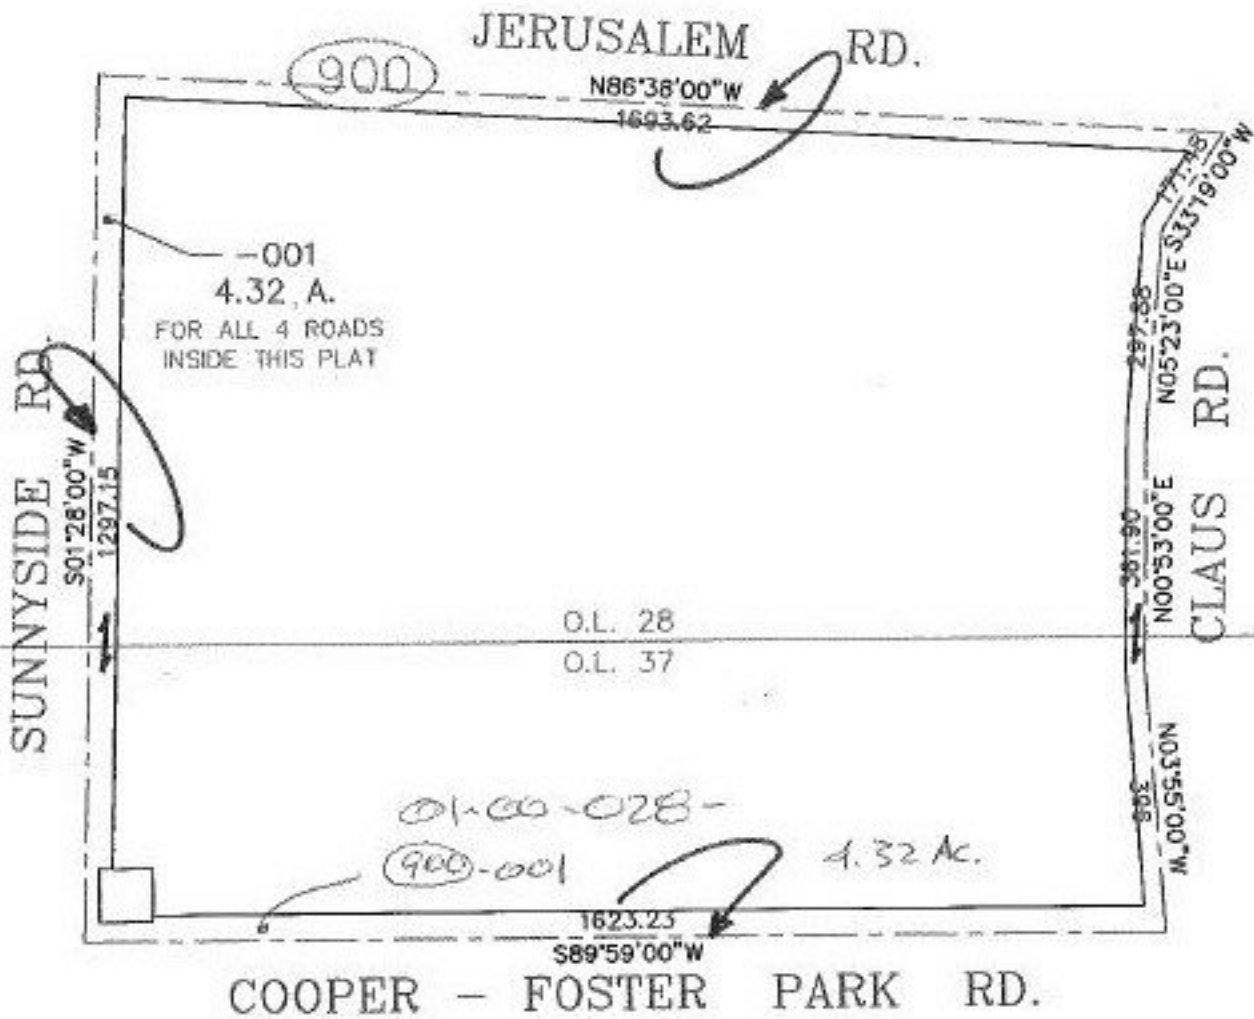 JERUSALEM RD.
900
N86°38'00"W
1693.62
171.48
S33°19'00"W
-001
4.32 A.
FOR ALL 4 ROADS
INSIDE THIS PLAT
297.88
N05°23'00"E
SUNNYSIDE RD.
S01°28'00"W
1297.15
CLAUS RD.
381.90
N00°53'00"E
O.L. 28
O.L. 37
N03°55'00"W
01-00-028-
900-001
4.32 Ac.
1623.23
S89°59'00"W
COOPER - FOSTER PARK RD.